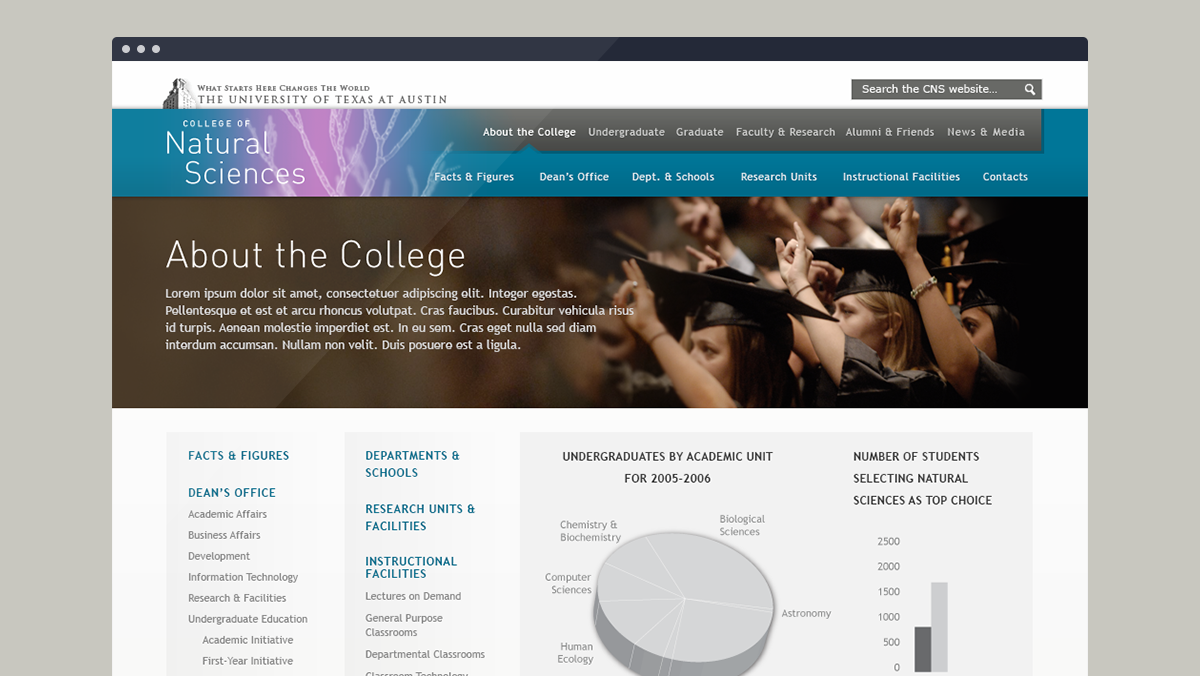 WHAT STARTS HERE CHANGES THE WORLD
THE UNIVERSITY OF TEXAS AT AUSTIN
Search the CNS website...
COLLEGE OF
Natural
Sciences
About the College Undergraduate Graduate Faculty & Research Alumni & Friends News & Media
Facts & Figures Dean's Office Dept. & Schools Research Units Instructional Facilities Contacts
About the College
Lorem ipsum dolor sit amet, consectetuer adipiscing elit. Integer egestas.
Pellentesque et est et arcu rhoncus volutpat. Cras faucibus. Curabitur vehicula risus
id turpis. Aenean molestie imperdiet est. In eu sem. Cras eget nulla sed diam
interdum accumsan. Nullam non velit. Duis posuere est a ligula.
FACTS & FIGURES
DEAN'S OFFICE
Academic Affairs
Business Affairs
Development
Information Technology
Research & Facilities
Undergraduate Education
Academic Initiative
First-Year Initiative
DEPARTMENTS &
SCHOOLS
RESEARCH UNITS &
FACILITIES
INSTRUCTIONAL
FACILITIES
Lectures on Demand
General Purpose
Classrooms
Departmental Classrooms
Classroom Technology
UNDERGRADUATES BY ACADEMIC UNIT
FOR 2005-2006
Chemistry &
Biochemistry
Biological
Sciences
Computer
Sciences
Astronomy
Human
Ecology
NUMBER OF STUDENTS
SELECTING NATURAL
SCIENCES AS TOP CHOICE
2500
2000
1500
1000
500
0